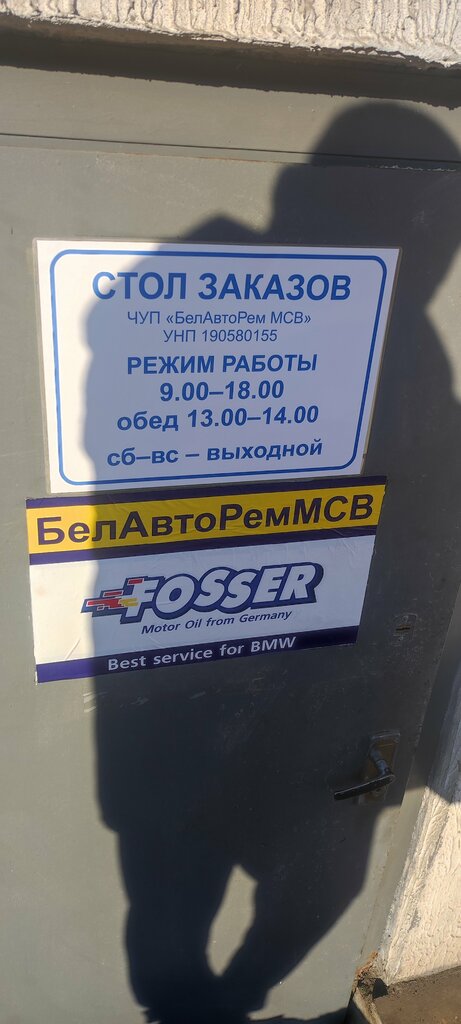 СТОЛ ЗАКАЗОВ
ЧУП «БелАвтоРем МСВ»
УНП 190580155
РЕЖИМ РАБОТЫ
9.00–18.00
обед 13.00–14.00
сб–вс – выходной
БелАвтоРемМСВ
FOSSER
Motor Oil from Germany
Best service for BMW